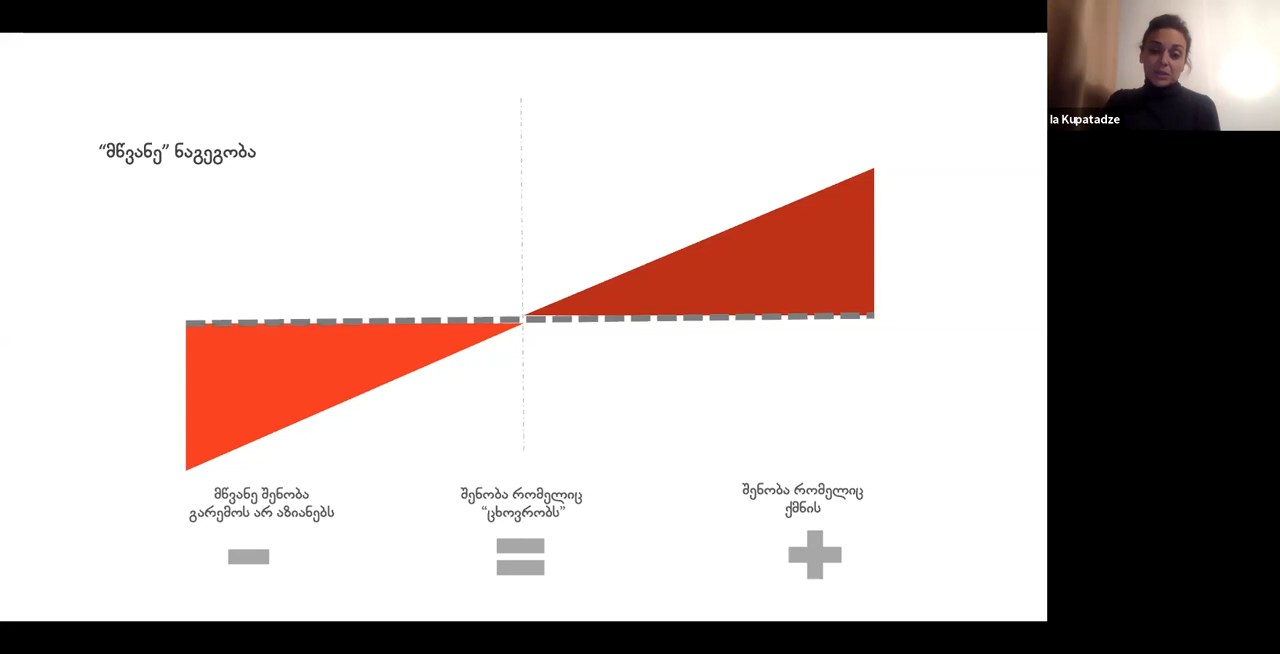 “მწვანე” ნაგეგობა
Ia Kupatadze
მწვანე შენობა
გარემოს არ აზიანებს
შენობა რომელიც
“ცხოვრობს”
შენობა რომელიც
ქმნის